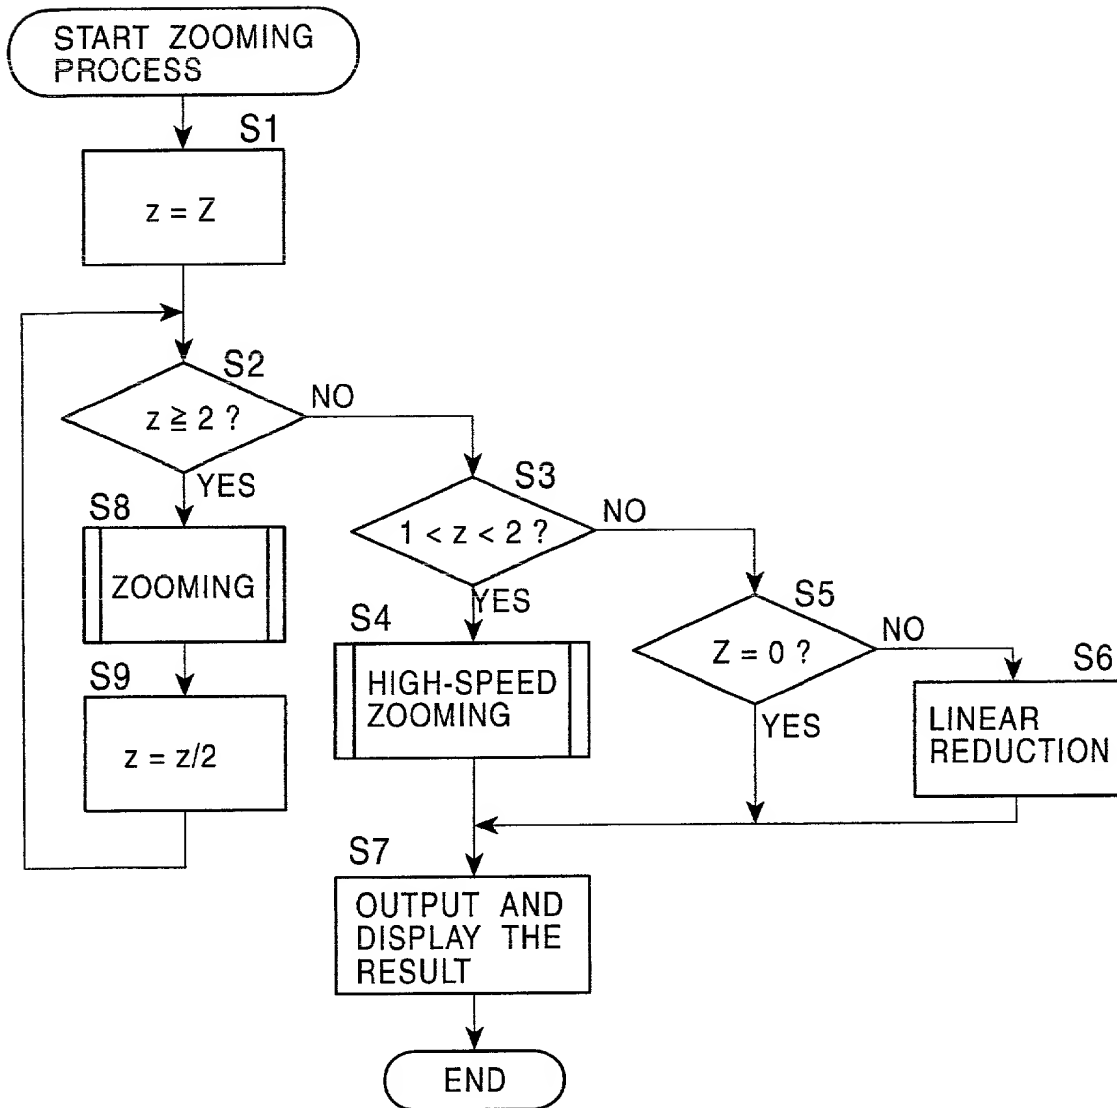 START ZOOMING
PROCESS
S1
z = Z
S2
z ≧ 2 ?
NO
YES
S3
1 < z < 2 ?
NO
YES
S8
ZOOMING
S9
z = z/2
S4
HIGH-SPEED
ZOOMING
S5
Z = 0 ?
NO
YES
S6
LINEAR
REDUCTION
S7
OUTPUT AND
DISPLAY THE
RESULT
END